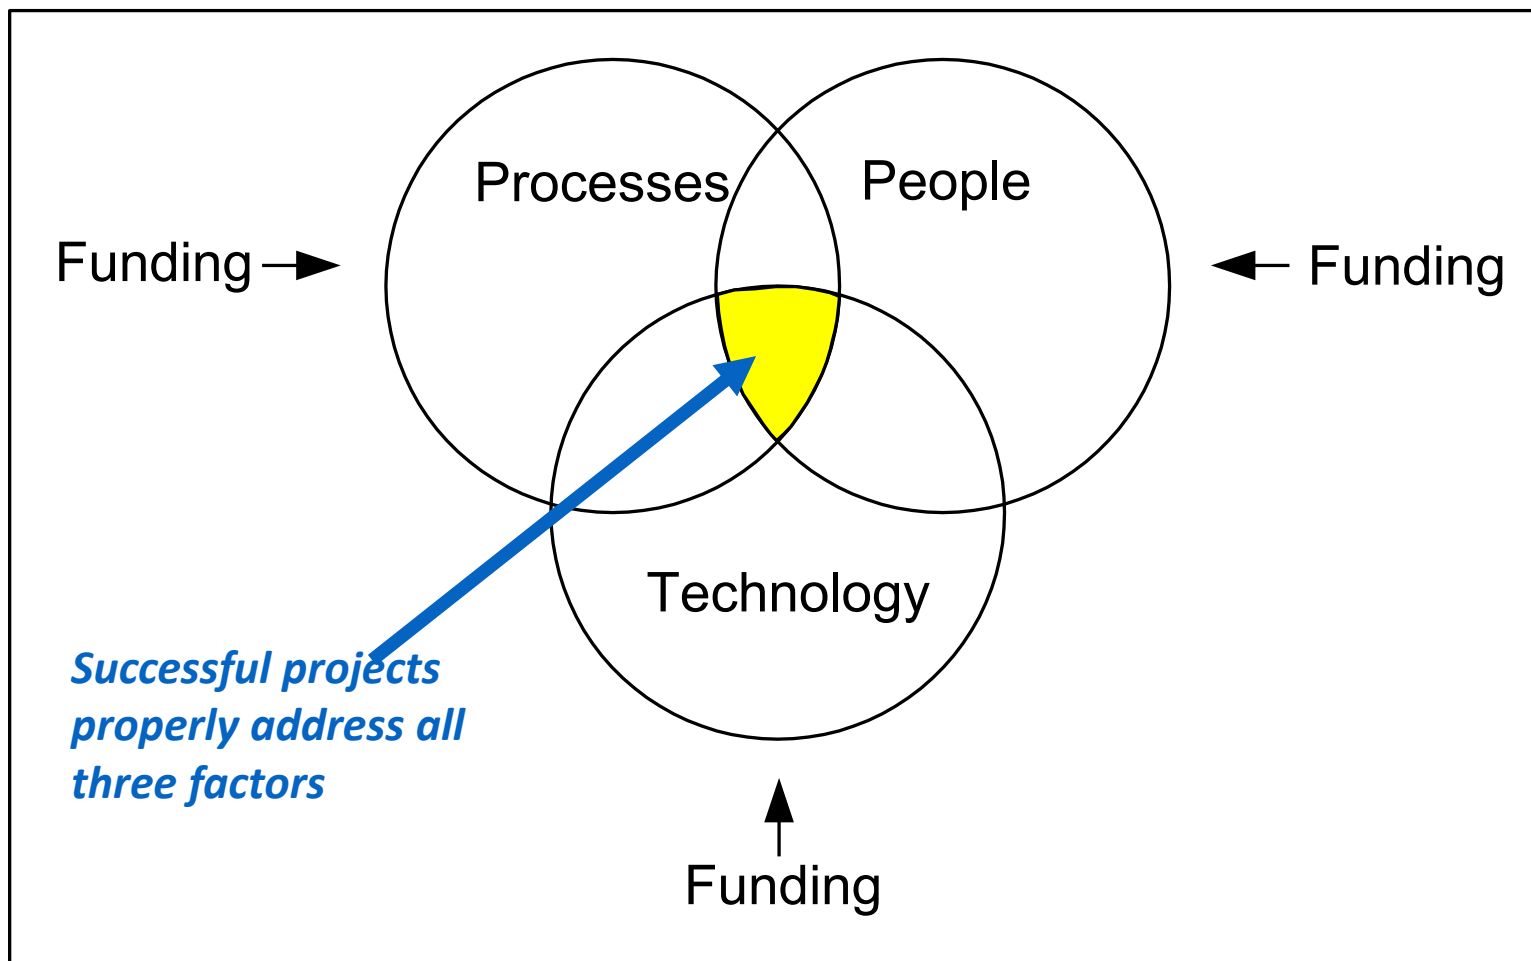 Processes
People
Funding
Funding
Technology
Successful projects
properly address all
three factors
Funding